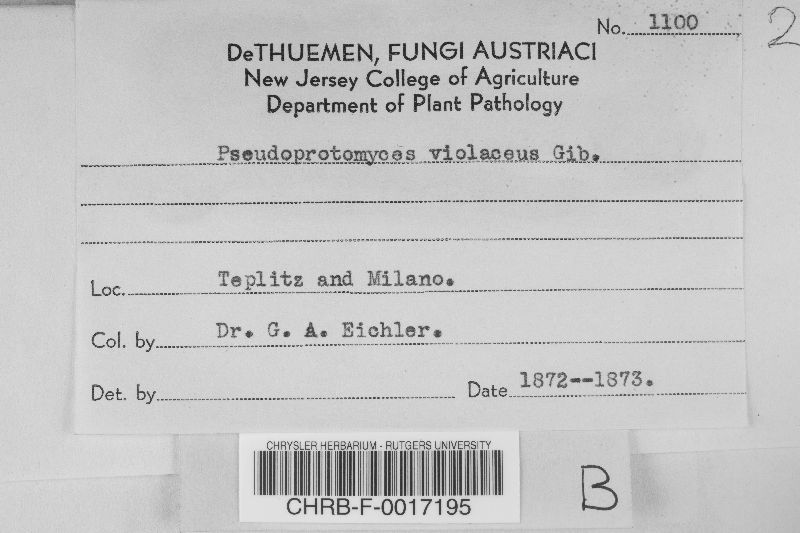 No. 1100
2
DeTHUEMEN, FUNGI AUSTRIACI
New Jersey College of Agriculture
Department of Plant Pathology
Pseudoprotomyces violaceus Gib.
Loc. Teplitz and Milano.
Col. by Dr. G. A. Eichler.
Det. by
Date 1872--1873.
CHRYSLER HERBARIUM - RUTGERS UNIVERSITY
CHRB-F-0017195
B